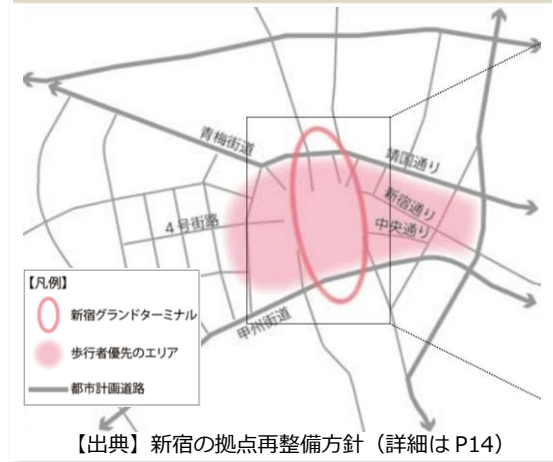 青梅街道
靖国通り
新宿通り
4号街路
中央通り
甲州街道
【凡例】
新宿グランドターミナル
歩行者優先のエリア
都市計画道路
【出典】新宿の拠点再整備方針（詳細は P14）